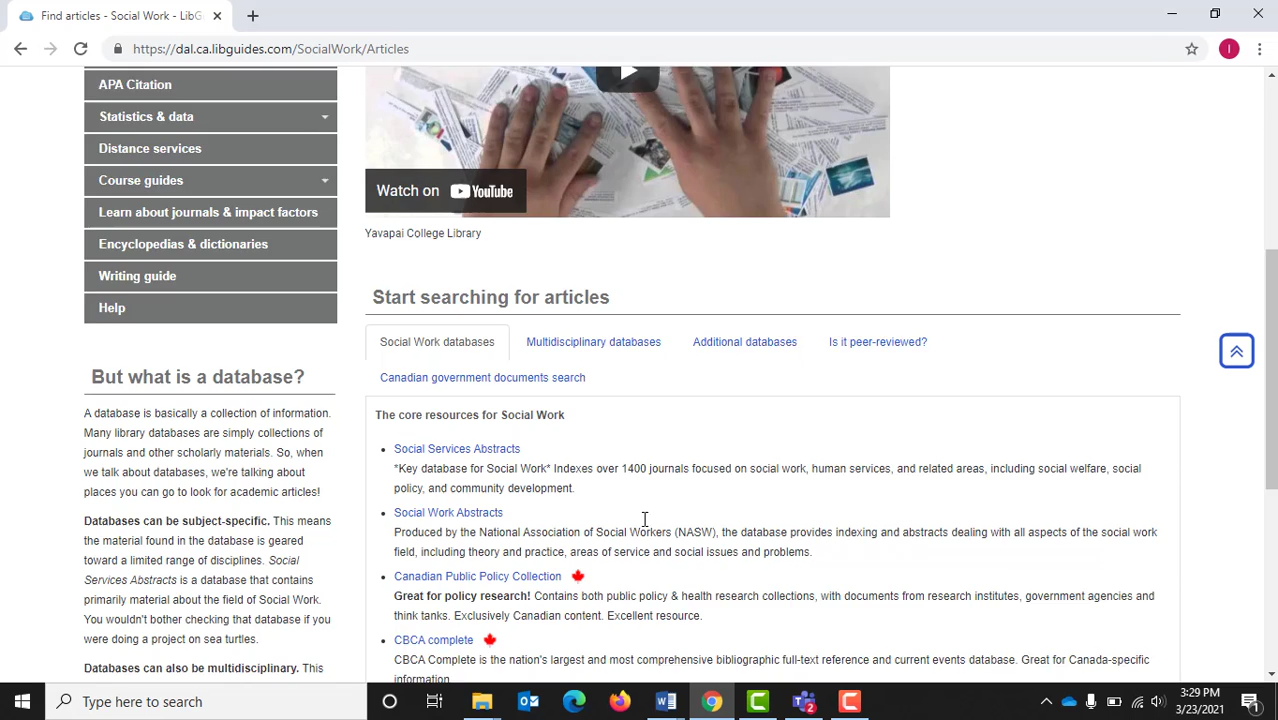 Find articles - Social Work - LibG
https://dal.ca.libguides.com/SocialWork/Articles
APA Citation
Statistics & data
Distance services
Course guides
Learn about journals & impact factors
Encyclopedias & dictionaries
Writing guide
Help
But what is a database?
A database is basically a collection of information.
Many library databases are simply collections of
journals and other scholarly materials. So, when
we talk about databases, we're talking about
places you can go to look for academic articles!
Databases can be subject-specific. This means
the material found in the database is geared
toward a limited range of disciplines. Social
Services Abstracts is a database that contains
primarily material about the field of Social Work.
You wouldn't bother checking that database if you
were doing a project on sea turtles.
Databases can also be multidisciplinary. This
Watch on YouTube
Yavapai College Library
Start searching for articles
Social Work databases
Multidisciplinary databases
Additional databases
Is it peer-reviewed?
Canadian government documents search
The core resources for Social Work
Social Services Abstracts
*Key database for Social Work* Indexes over 1400 journals focused on social work, human services, and related areas, including social welfare, social
policy, and community development.
Social Work Abstracts
Produced by the National Association of Social Workers (NASW), the database provides indexing and abstracts dealing with all aspects of the social work
field, including theory and practice, areas of service and social issues and problems.
Canadian Public Policy Collection
Great for policy research! Contains both public policy & health research collections, with documents from research institutes, government agencies and
think tanks. Exclusively Canadian content. Excellent resource.
CBCA complete
CBCA Complete is the nation's largest and most comprehensive bibliographic full-text reference and current events database. Great for Canada-specific
information.
Type here to search
3:29 PM
3/23/2021